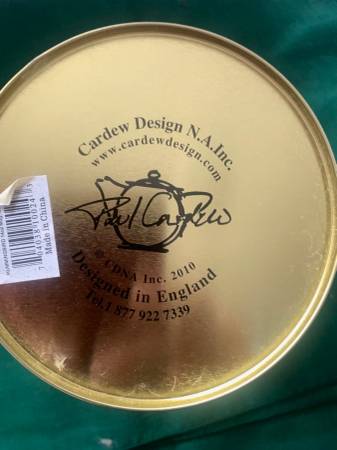 Cardew Design N.A.Inc.
www.cardewdesign.com
Paul Cardew
© CDNA Inc. 2010
Designed in England
Tel.1 877 922 7339
Made in China